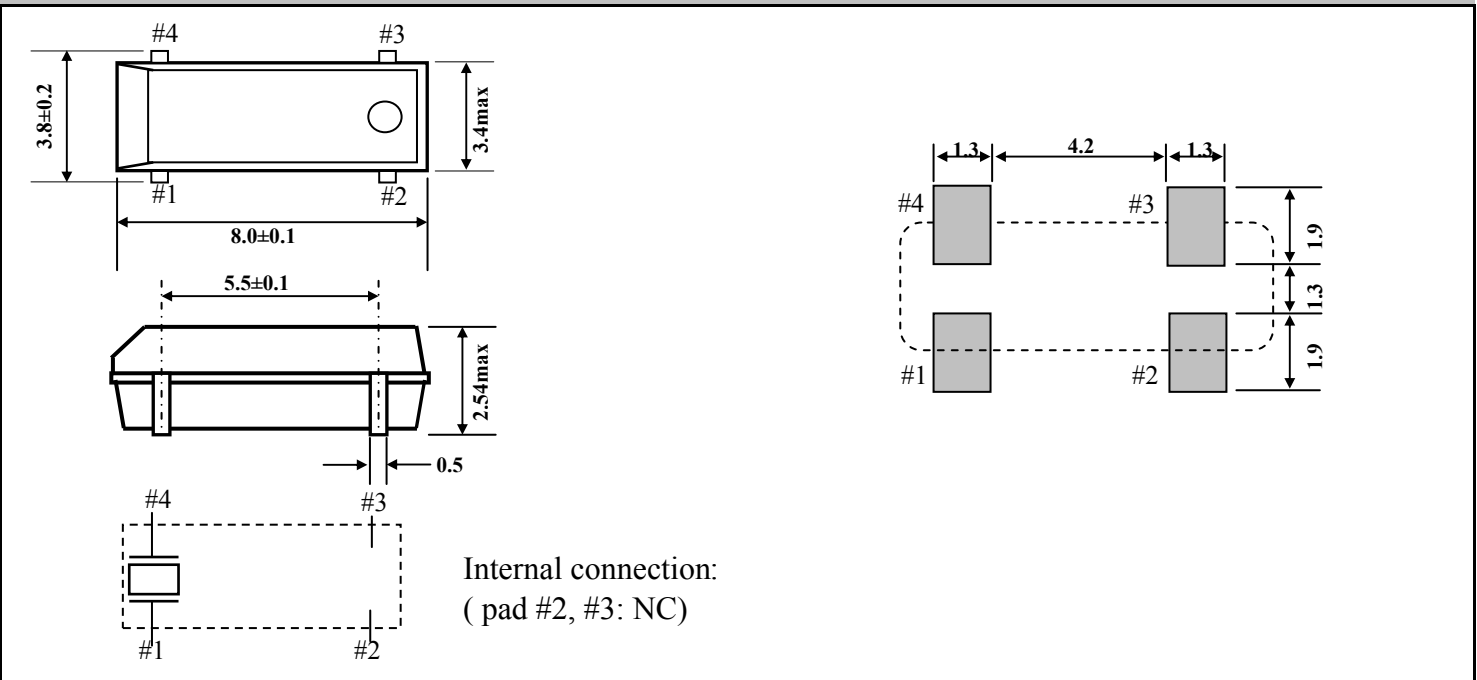 #4 #3
3.8±0.2
3.4max
#1 #2
8.0±0.1
5.5±0.1
2.54max
0.5
#4 #3
#1 #2
Internal connection:
( pad #2, #3: NC)
1.3 4.2 1.3
#4 #3
1.9
1.3
1.9
#1 #2